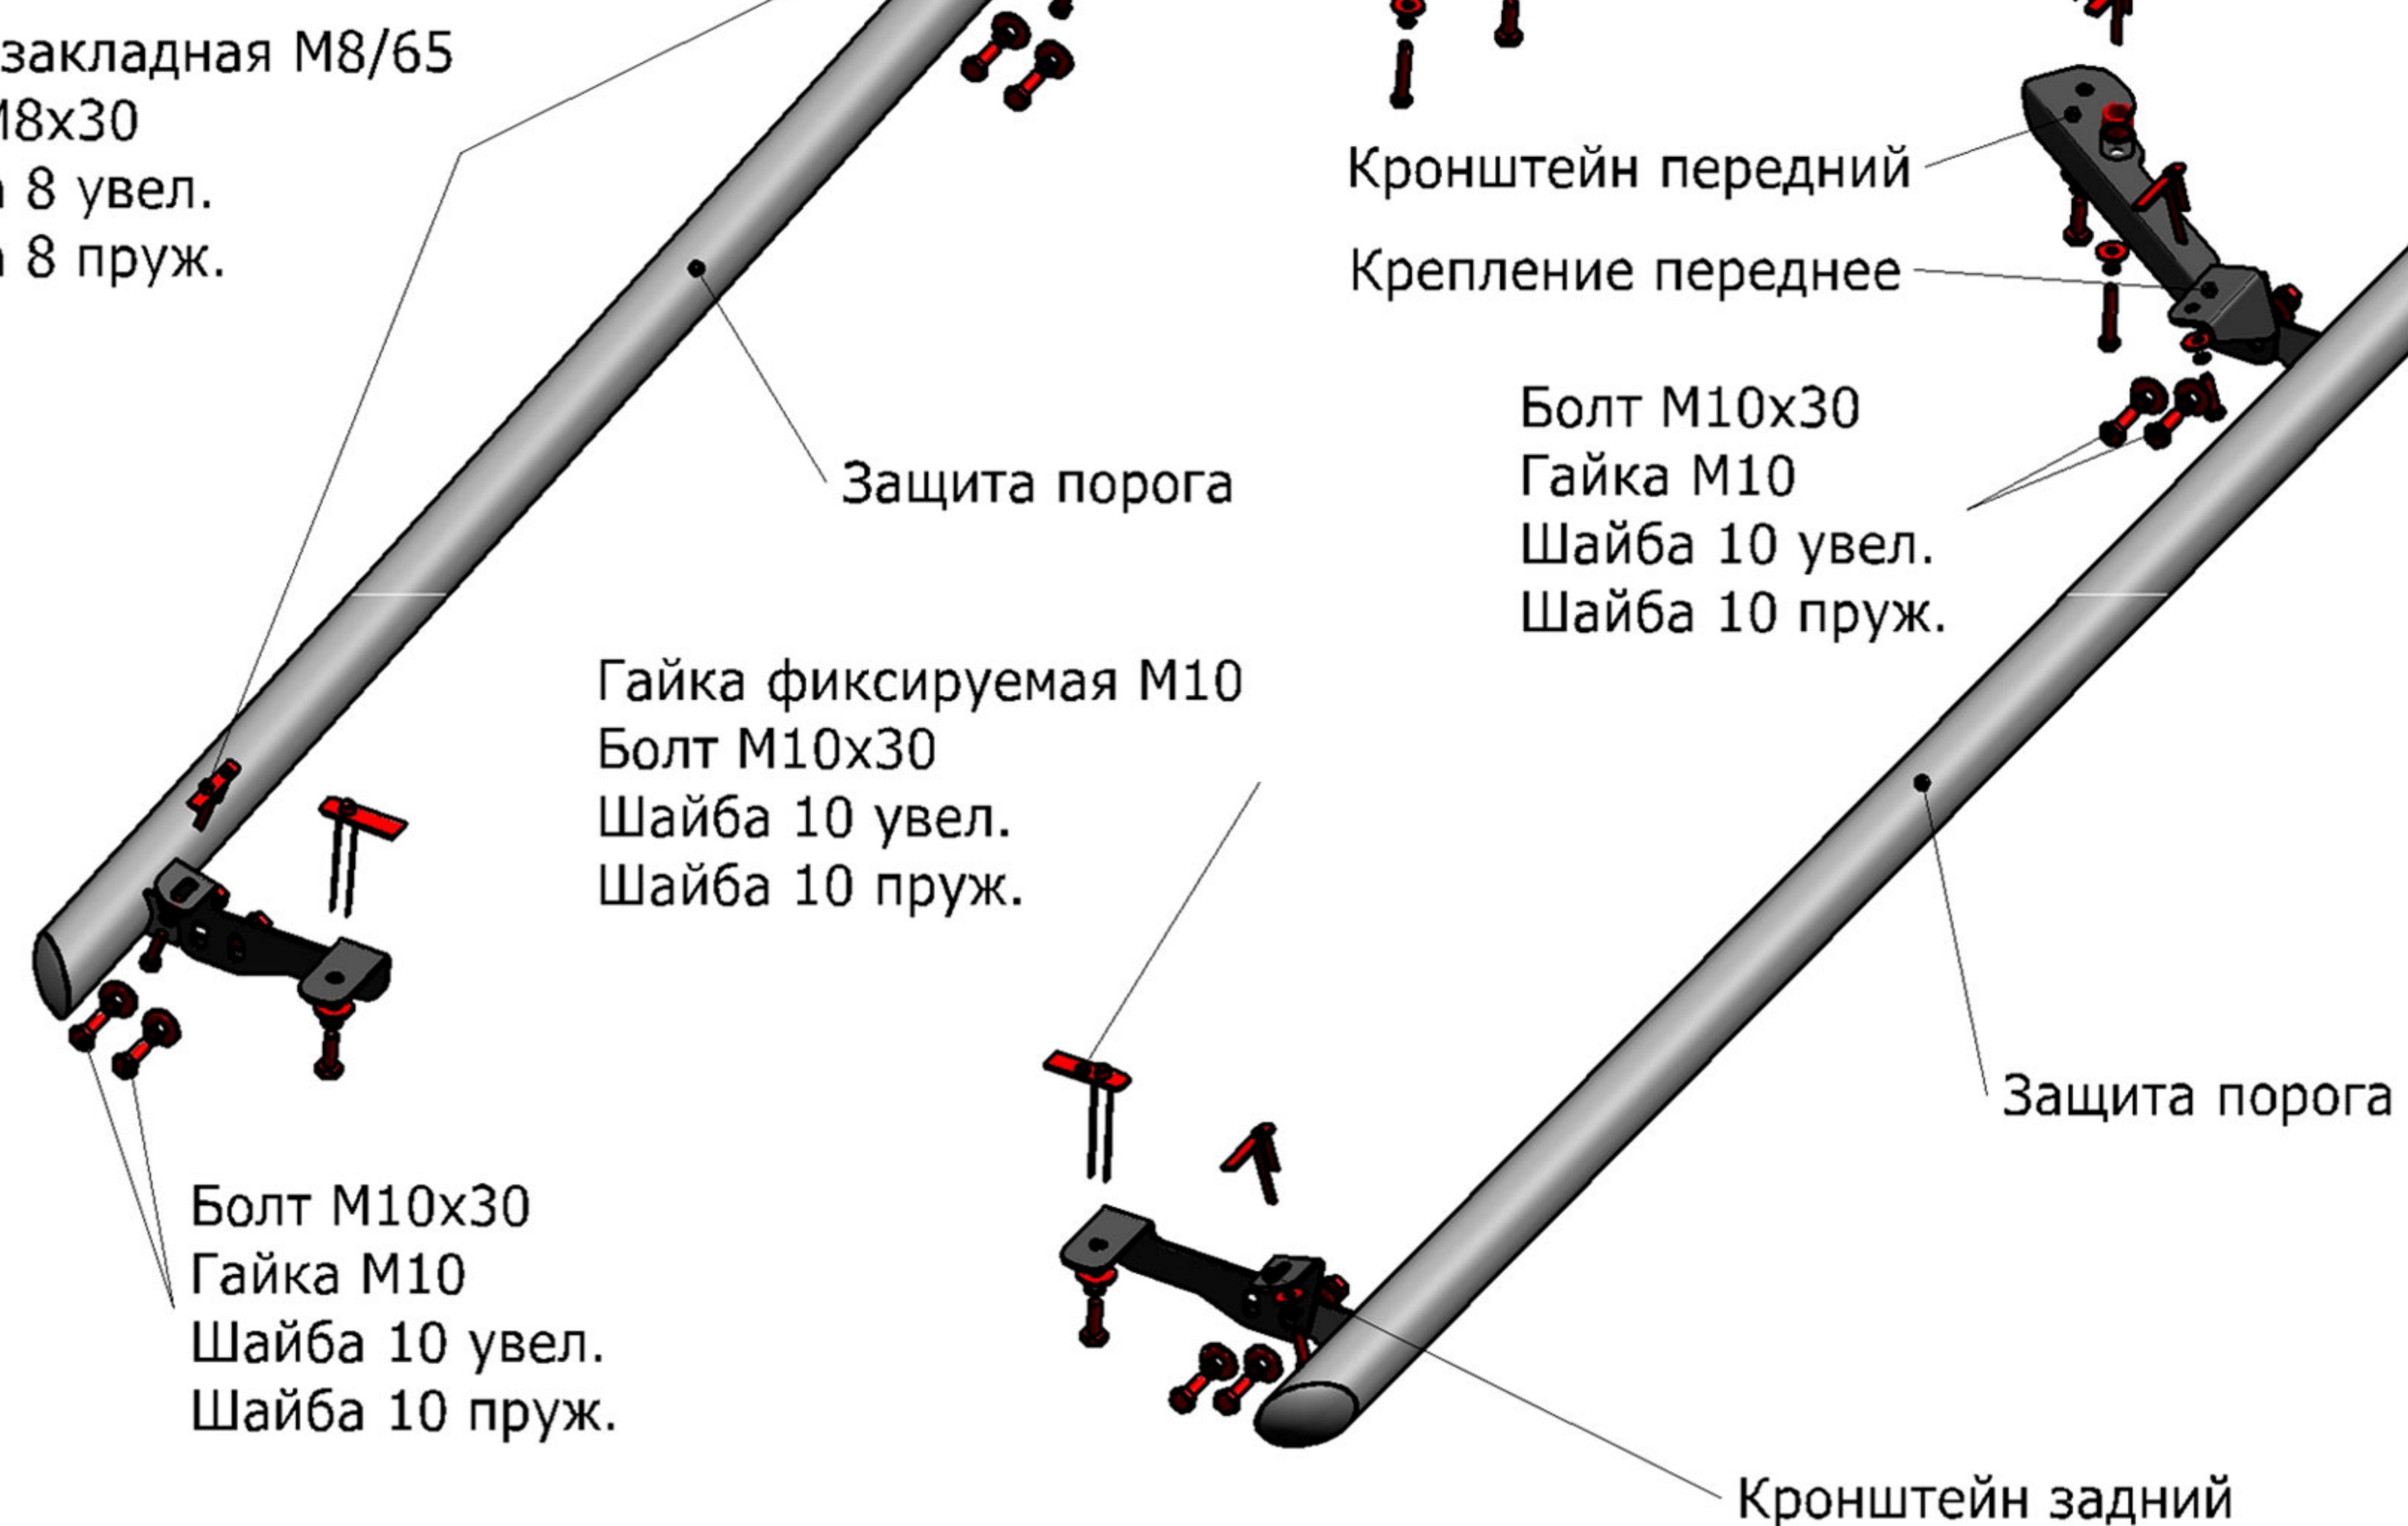 закладная М8/65
М8х30
8 увел.
8 пруж.
Кронштейн передний
Крепление переднее
Защита порога
Болт М10х30
Гайка М10
Шайба 10 увел.
Шайба 10 пруж.
Гайка фиксируемая М10
Болт М10х30
Шайба 10 увел.
Шайба 10 пруж.
Защита порога
Болт М10х30
Гайка М10
Шайба 10 увел.
Шайба 10 пруж.
Кронштейн задний